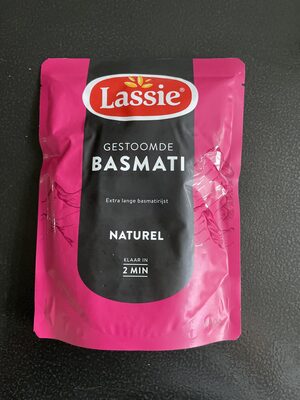 Lassie®
GESTOOMDE
BASMATI
Extra lange basmatirijst
NATUREL
KLAAR IN
2 MIN